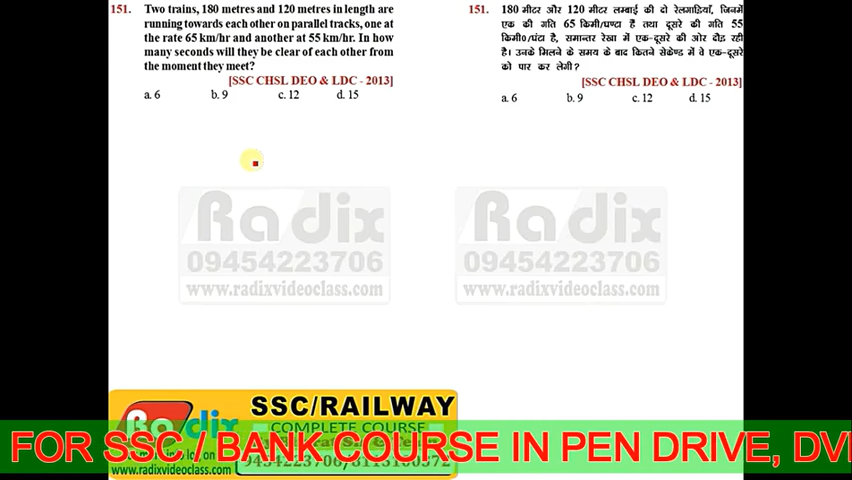 151. Two trains, 180 metres and 120 metres in length are
running towards each other on parallel tracks, one at
the rate 65 km/hr and another at 55 km/hr. In how
many seconds will they be clear of each other from
the moment they meet?
[SSC CHSL DEO & LDC - 2013]
a. 6 b. 9 c. 12 d. 15
151. 180 मीटर और 120 मीटर लम्बाई की दो रेलगाड़ियाँ, जिनमें
एक की गति 65 किमी/घण्टा हैं तथा दूसरे की गति 55
किमी०/घंटा है, समान्तर रेखा में एक-दूसरे की ओर दौड़ रही
है। उनके मिलने के समय के बाद कितने सेकेण्ड में वे एक-दूसरे
को पार कर लेगी?
[SSC CHSL DEO & LDC - 2013]
a. 6 b. 9 c. 12 d. 15
Radix
09454223706
www.radixvideoclass.com
Radix
09454223706
www.radixvideoclass.com
Radix
SSC/RAILWAY
COMPLETE COURSE
FOR SSC / BANK COURSE IN PEN DRIVE, DV
www.radixvideoclass.com